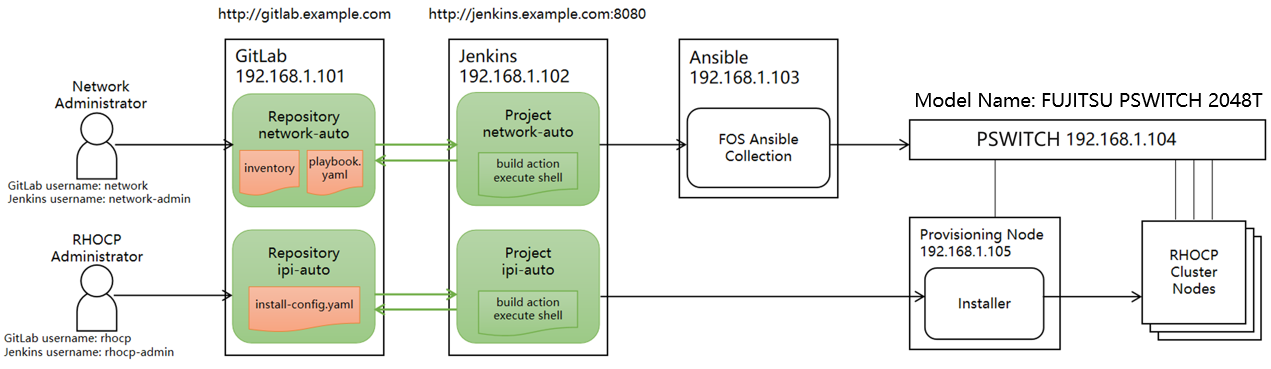 http://gitlab.example.com
http://jenkins.example.com:8080
GitLab
192.168.1.101
Jenkins
192.168.1.102
Ansible
192.168.1.103
Network
Administrator
GitLab username: network
Jenkins username: network-admin
Repository
network-auto
inventory
playbook.
yaml
Project
network-auto
build action
execute shell
FOS Ansible
Collection
Model Name: FUJITSU PSWITCH 2048T
PSWITCH 192.168.1.104
RHOCP
Administrator
GitLab username: rhocp
Jenkins username: rhocp-admin
Repository
ipi-auto
install-config.yaml
Project
ipi-auto
build action
execute shell
Provisioning Node
192.168.1.105
Installer
RHOCP
Cluster
Nodes